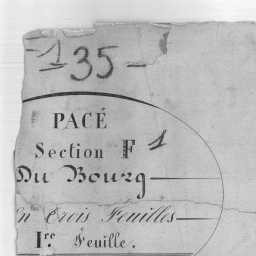 135
PACÉ
Section F 1
Du Bourg
En trois Feuilles
1re Feuille.